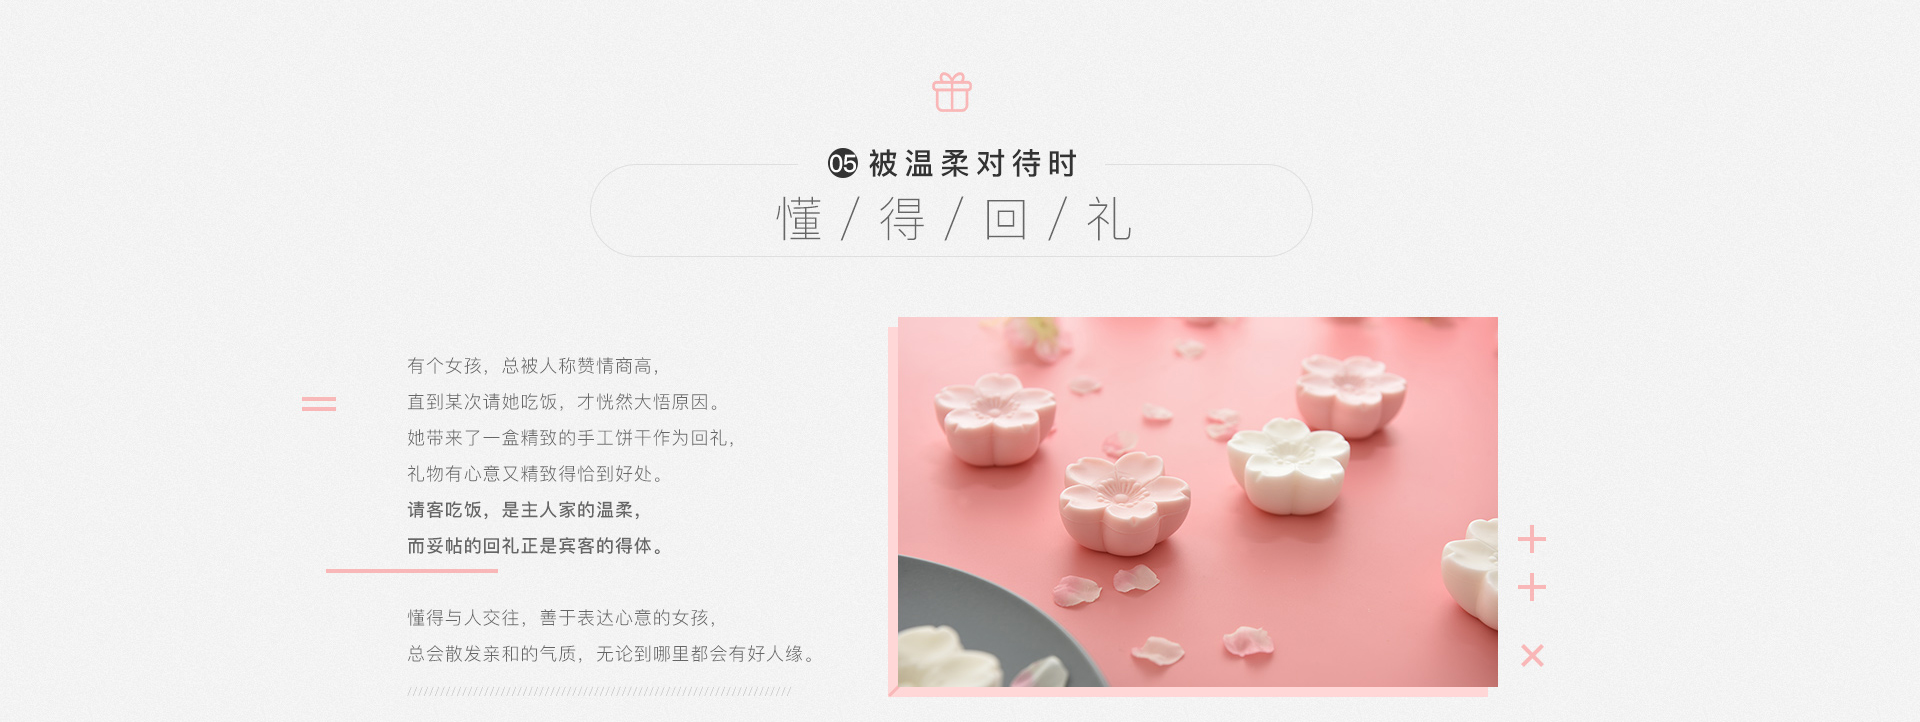 05 被温柔对待时
懂/得/回/礼
有个女孩，总被人称赞情商高，
直到某次请她吃饭，才恍然大悟原因。
她带来了一盒精致的手工饼干作为回礼，
礼物有心意又精致得恰到好处。
请客吃饭，是主人家的温柔，
而妥帖的回礼正是宾客的得体。
懂得与人交往，善于表达心意的女孩，
总会散发亲和的气质，无论到哪里都会有好人缘。